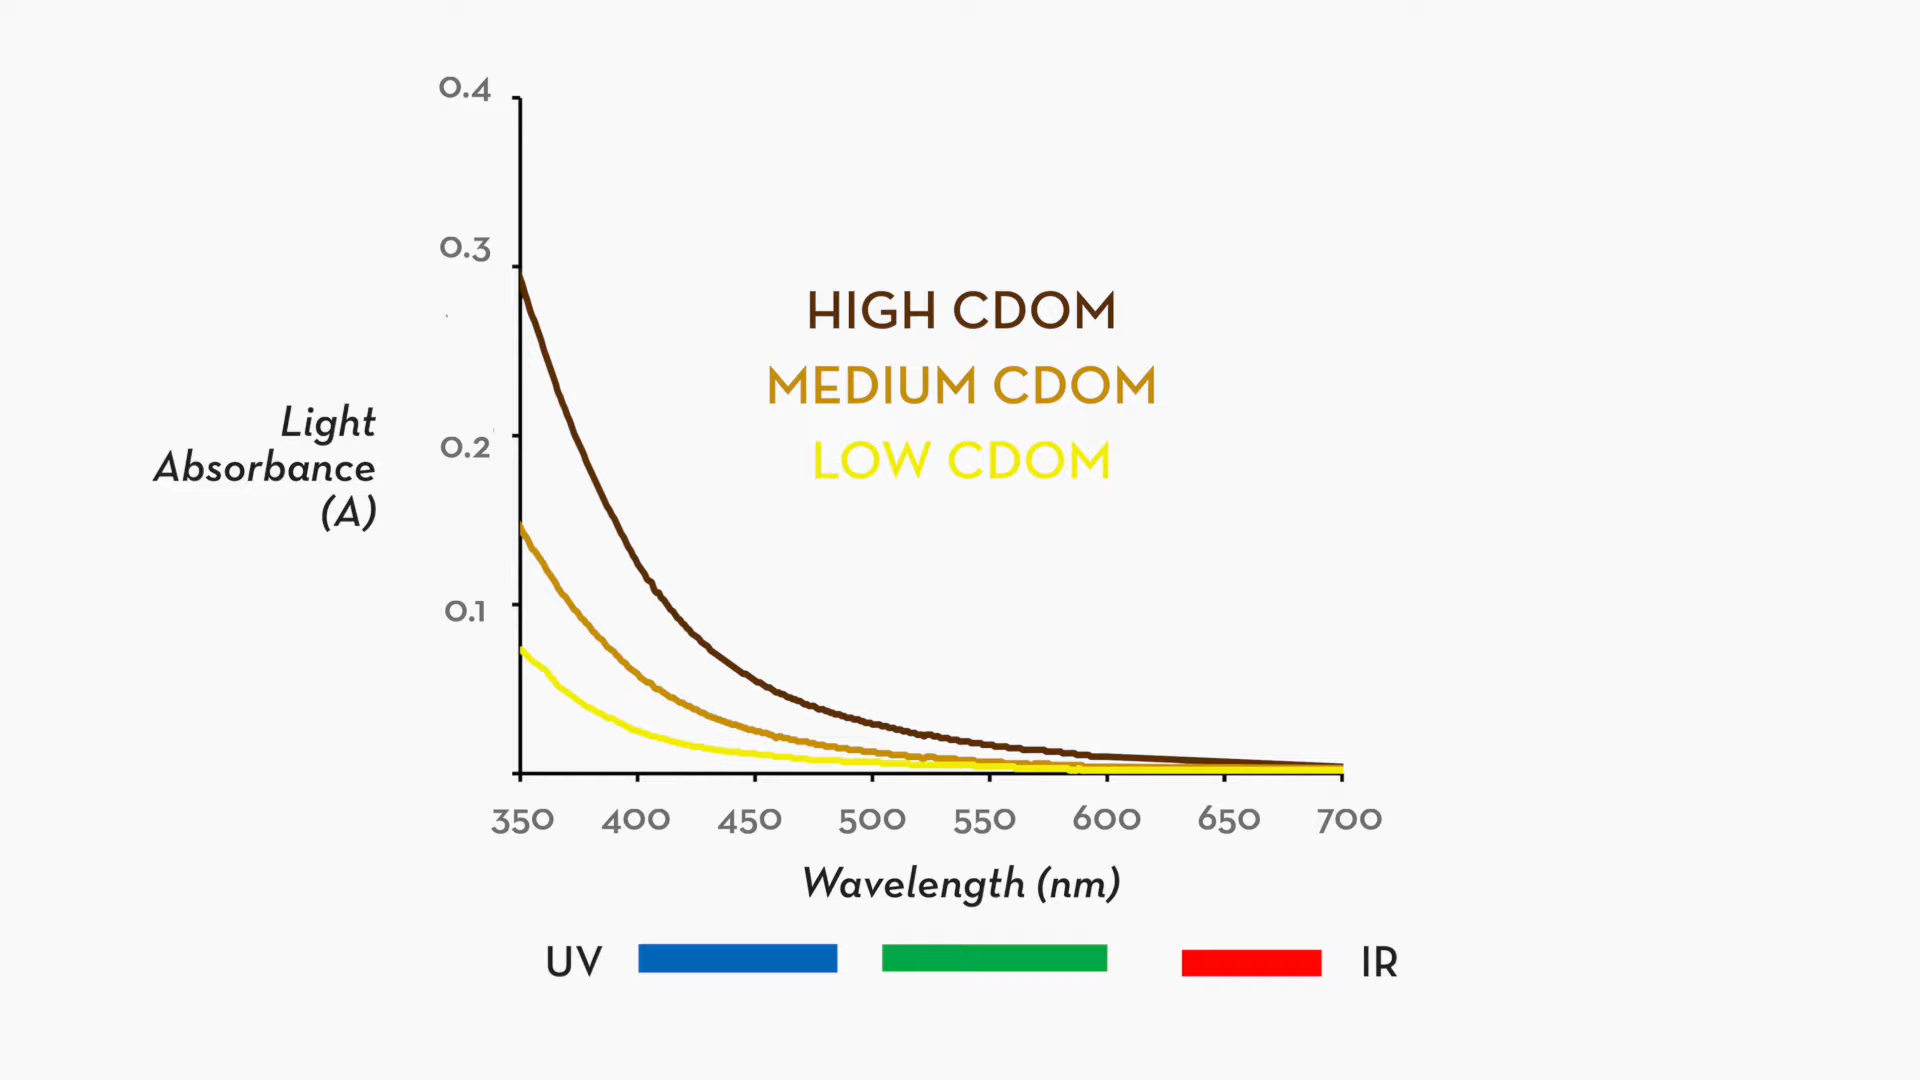 0.4
0.3
0.2
0.1
Light
Absorbance
(A)
HIGH CDOM
MEDIUM CDOM
LOW CDOM
350 400 450 500 550 600 650 700
Wavelength (nm)
UV IR